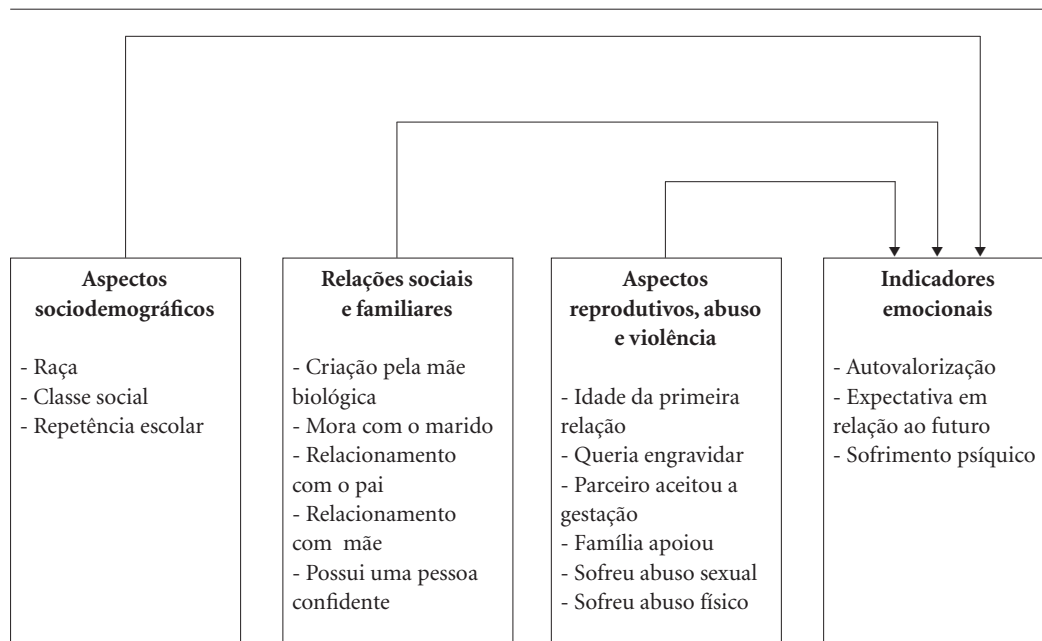 Aspectos
sociodemográficos
- Raça
- Classe social
- Repetência escolar
Relações sociais
e familiares
- Criação pela mãe
biológica
- Mora com o marido
- Relacionamento
com o pai
- Relacionamento
com mãe
- Possui uma pessoa
confidente
Aspectos
reprodutivos, abuso
e violência
- Idade da primeira
relação
- Queria engravidar
- Parceiro aceitou a
gestação
- Família apoiou
- Sofreu abuso sexual
- Sofreu abuso físico
Indicadores
emocionais
- Autovalorização
- Expectativa em
relação ao futuro
- Sofrimento psíquico